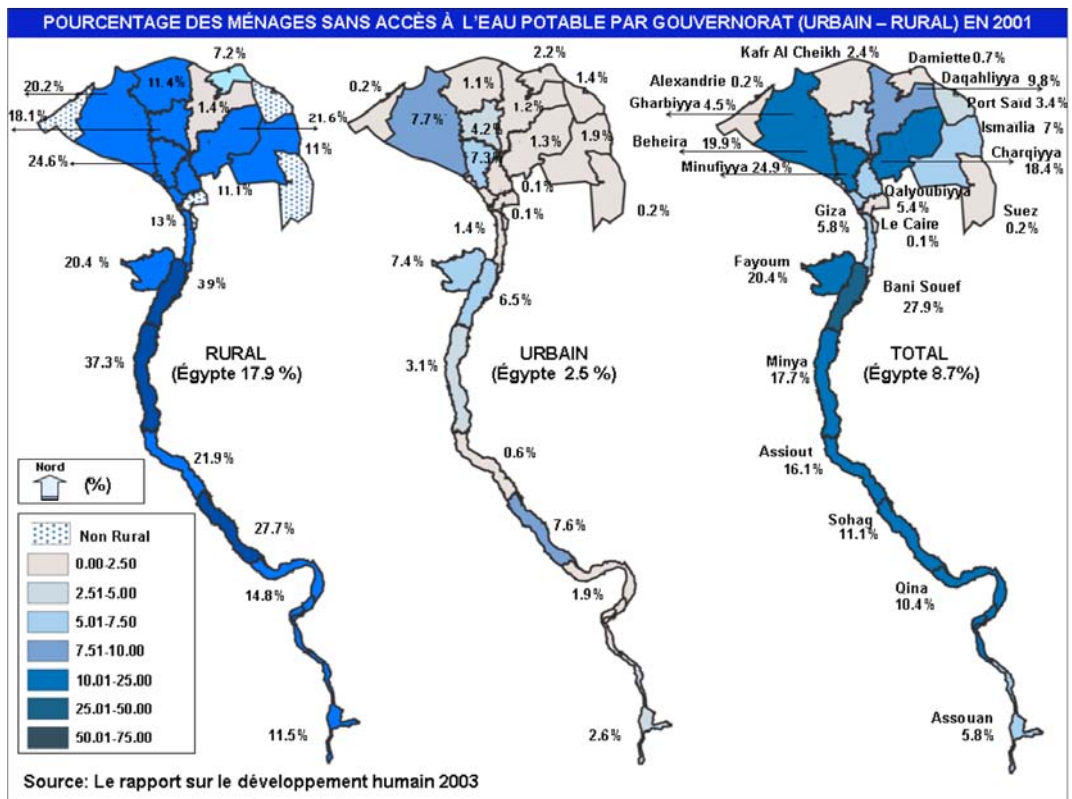 POURCENTAGE DES MÉNAGES SANS ACCÈS À L'EAU POTABLE PAR GOUVERNORAT (URBAIN – RURAL) EN 2001
7.2%
20.2%
11.4%
1.4%
18.1%
21.6%
11%
24.6%
11.1%
13%
20.4%
39%
37.3%
RURAL
(Égypte 17.9 %)
21.9%
27.7%
14.8%
11.5%
2.2%
1.4%
0.2%
1.1%
1.2%
7.7%
4.2%
1.9%
1.3%
7.3%
0.1%
0.1%
0.2%
1.4%
7.4%
6.5%
3.1%
URBAIN
(Égypte 2.5 %)
0.6%
7.6%
1.9%
2.6%
Kafr Al Cheikh 2.4%
Damiette 0.7%
Alexandrie 0.2%
Daqahliyya 9.8%
Gharbiyya 4.5%
Port Saïd 3.4%
Ismaïlia 7%
Beheira 19.9%
Charqiyya
18.4%
Minufiyya 24.9%
Qalyoubiyya
5.4%
Giza
5.8%
Le Caire
0.1%
Suez
0.2%
Fayoum
20.4%
Bani Souef
27.9%
Minya
17.7%
TOTAL
(Égypte 8.7%)
Assiout
16.1%
Sohag
11.1%
Qina
10.4%
Assouan
5.8%
Nord
(%)
Non Rural
0.00-2.50
2.51-5.00
5.01-7.50
7.51-10.00
10.01-25.00
25.01-50.00
50.01-75.00
Source: Le rapport sur le développement humain 2003